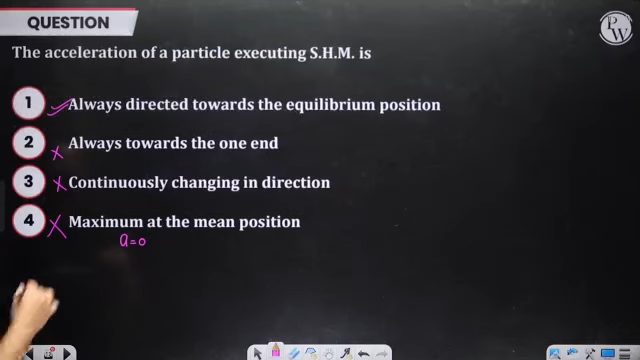 QUESTION
PW
The acceleration of a particle executing S.H.M. is
1 Always directed towards the equilibrium position
2 Always towards the one end
3 Continuously changing in direction
4 Maximum at the mean position
a=0